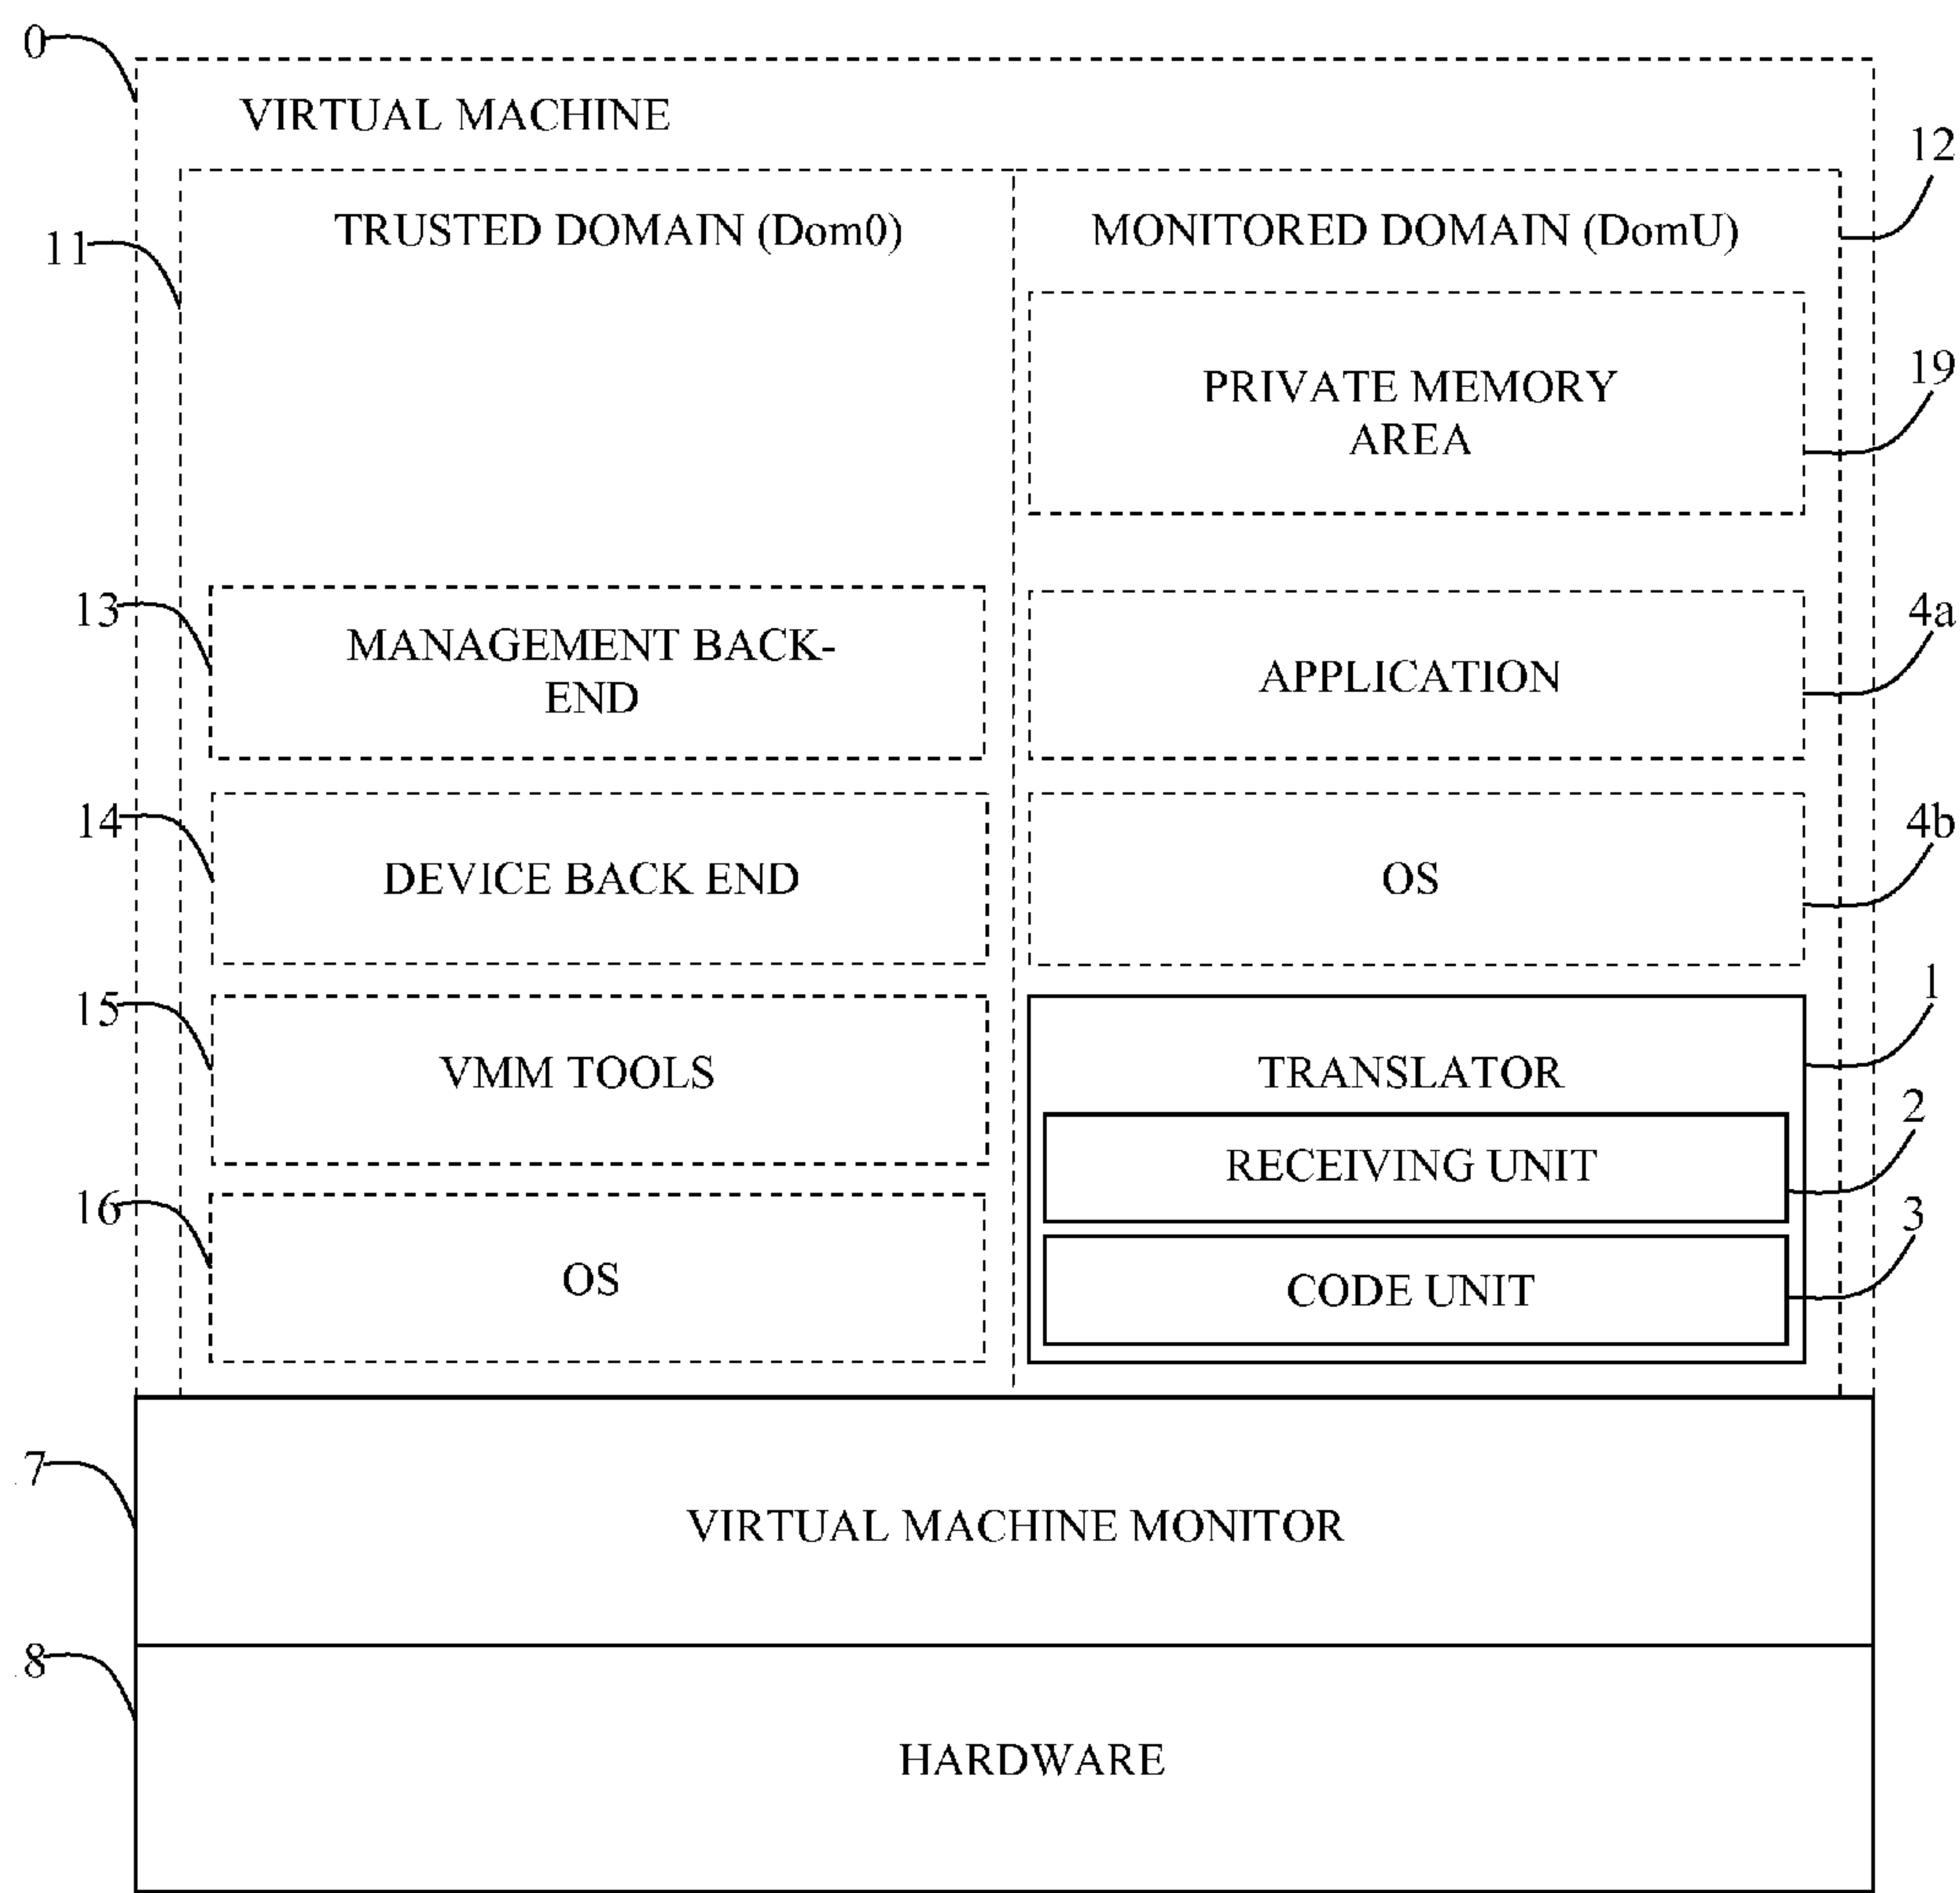 0
VIRTUAL MACHINE
12
11
TRUSTED DOMAIN (Dom0)
MONITORED DOMAIN (DomU)
19
PRIVATE MEMORY
AREA
13
MANAGEMENT BACK-
END
4a
APPLICATION
14
DEVICE BACK END
4b
OS
15
VMM TOOLS
1
TRANSLATOR
2
RECEIVING UNIT
16
OS
3
CODE UNIT
7
VIRTUAL MACHINE MONITOR
8
HARDWARE